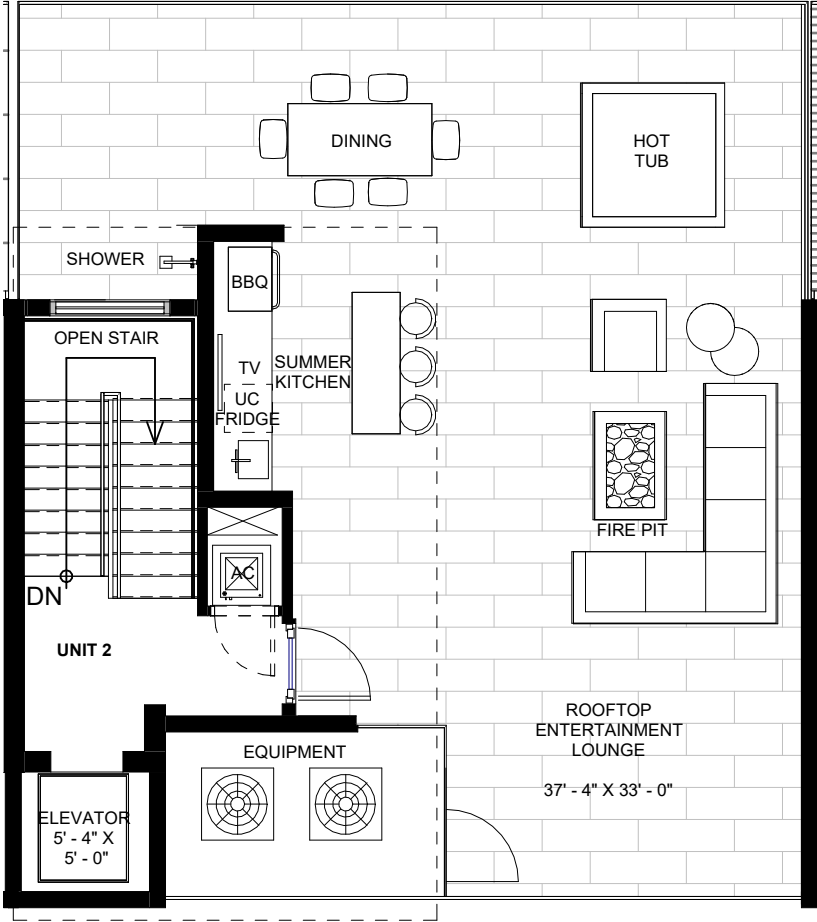 DINING
HOT
TUB
SHOWER
BBQ
OPEN STAIR
TV
SUMMER
KITCHEN
UC
FRIDGE
FIRE PIT
AC
DN
UNIT 2
ROOFTOP
ENTERTAINMENT
LOUNGE
37' - 4" X 33' - 0"
EQUIPMENT
ELEVATOR
5' - 4" X
5' - 0"